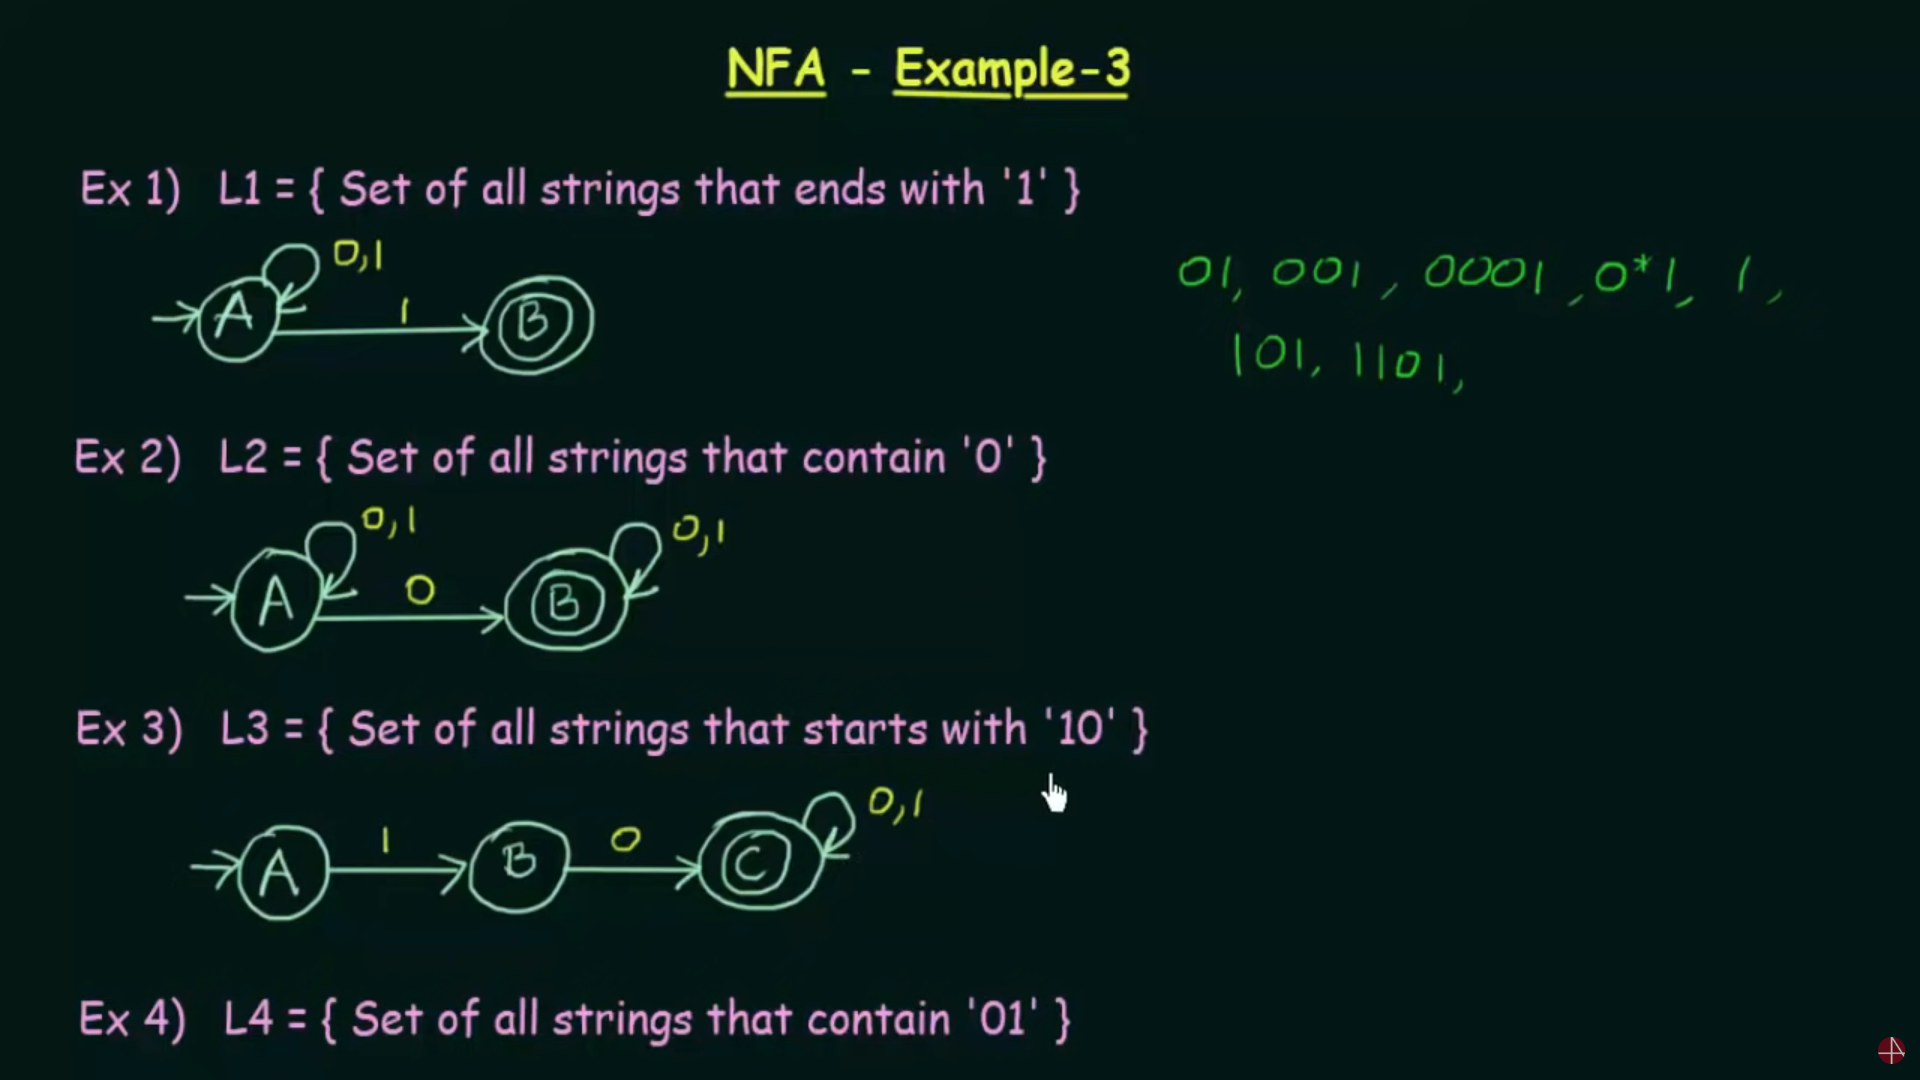 NFA - Example-3
Ex 1) L1 = { Set of all strings that ends with '1' }
0,1
A
1
B
01, 001, 0001, 0*1, 1,
101, 1101,
Ex 2) L2 = { Set of all strings that contain '0' }
0,1
A
0
B
0,1
Ex 3) L3 = { Set of all strings that starts with '10' }
A
1
B
0
C
0,1
Ex 4) L4 = { Set of all strings that contain '01' }